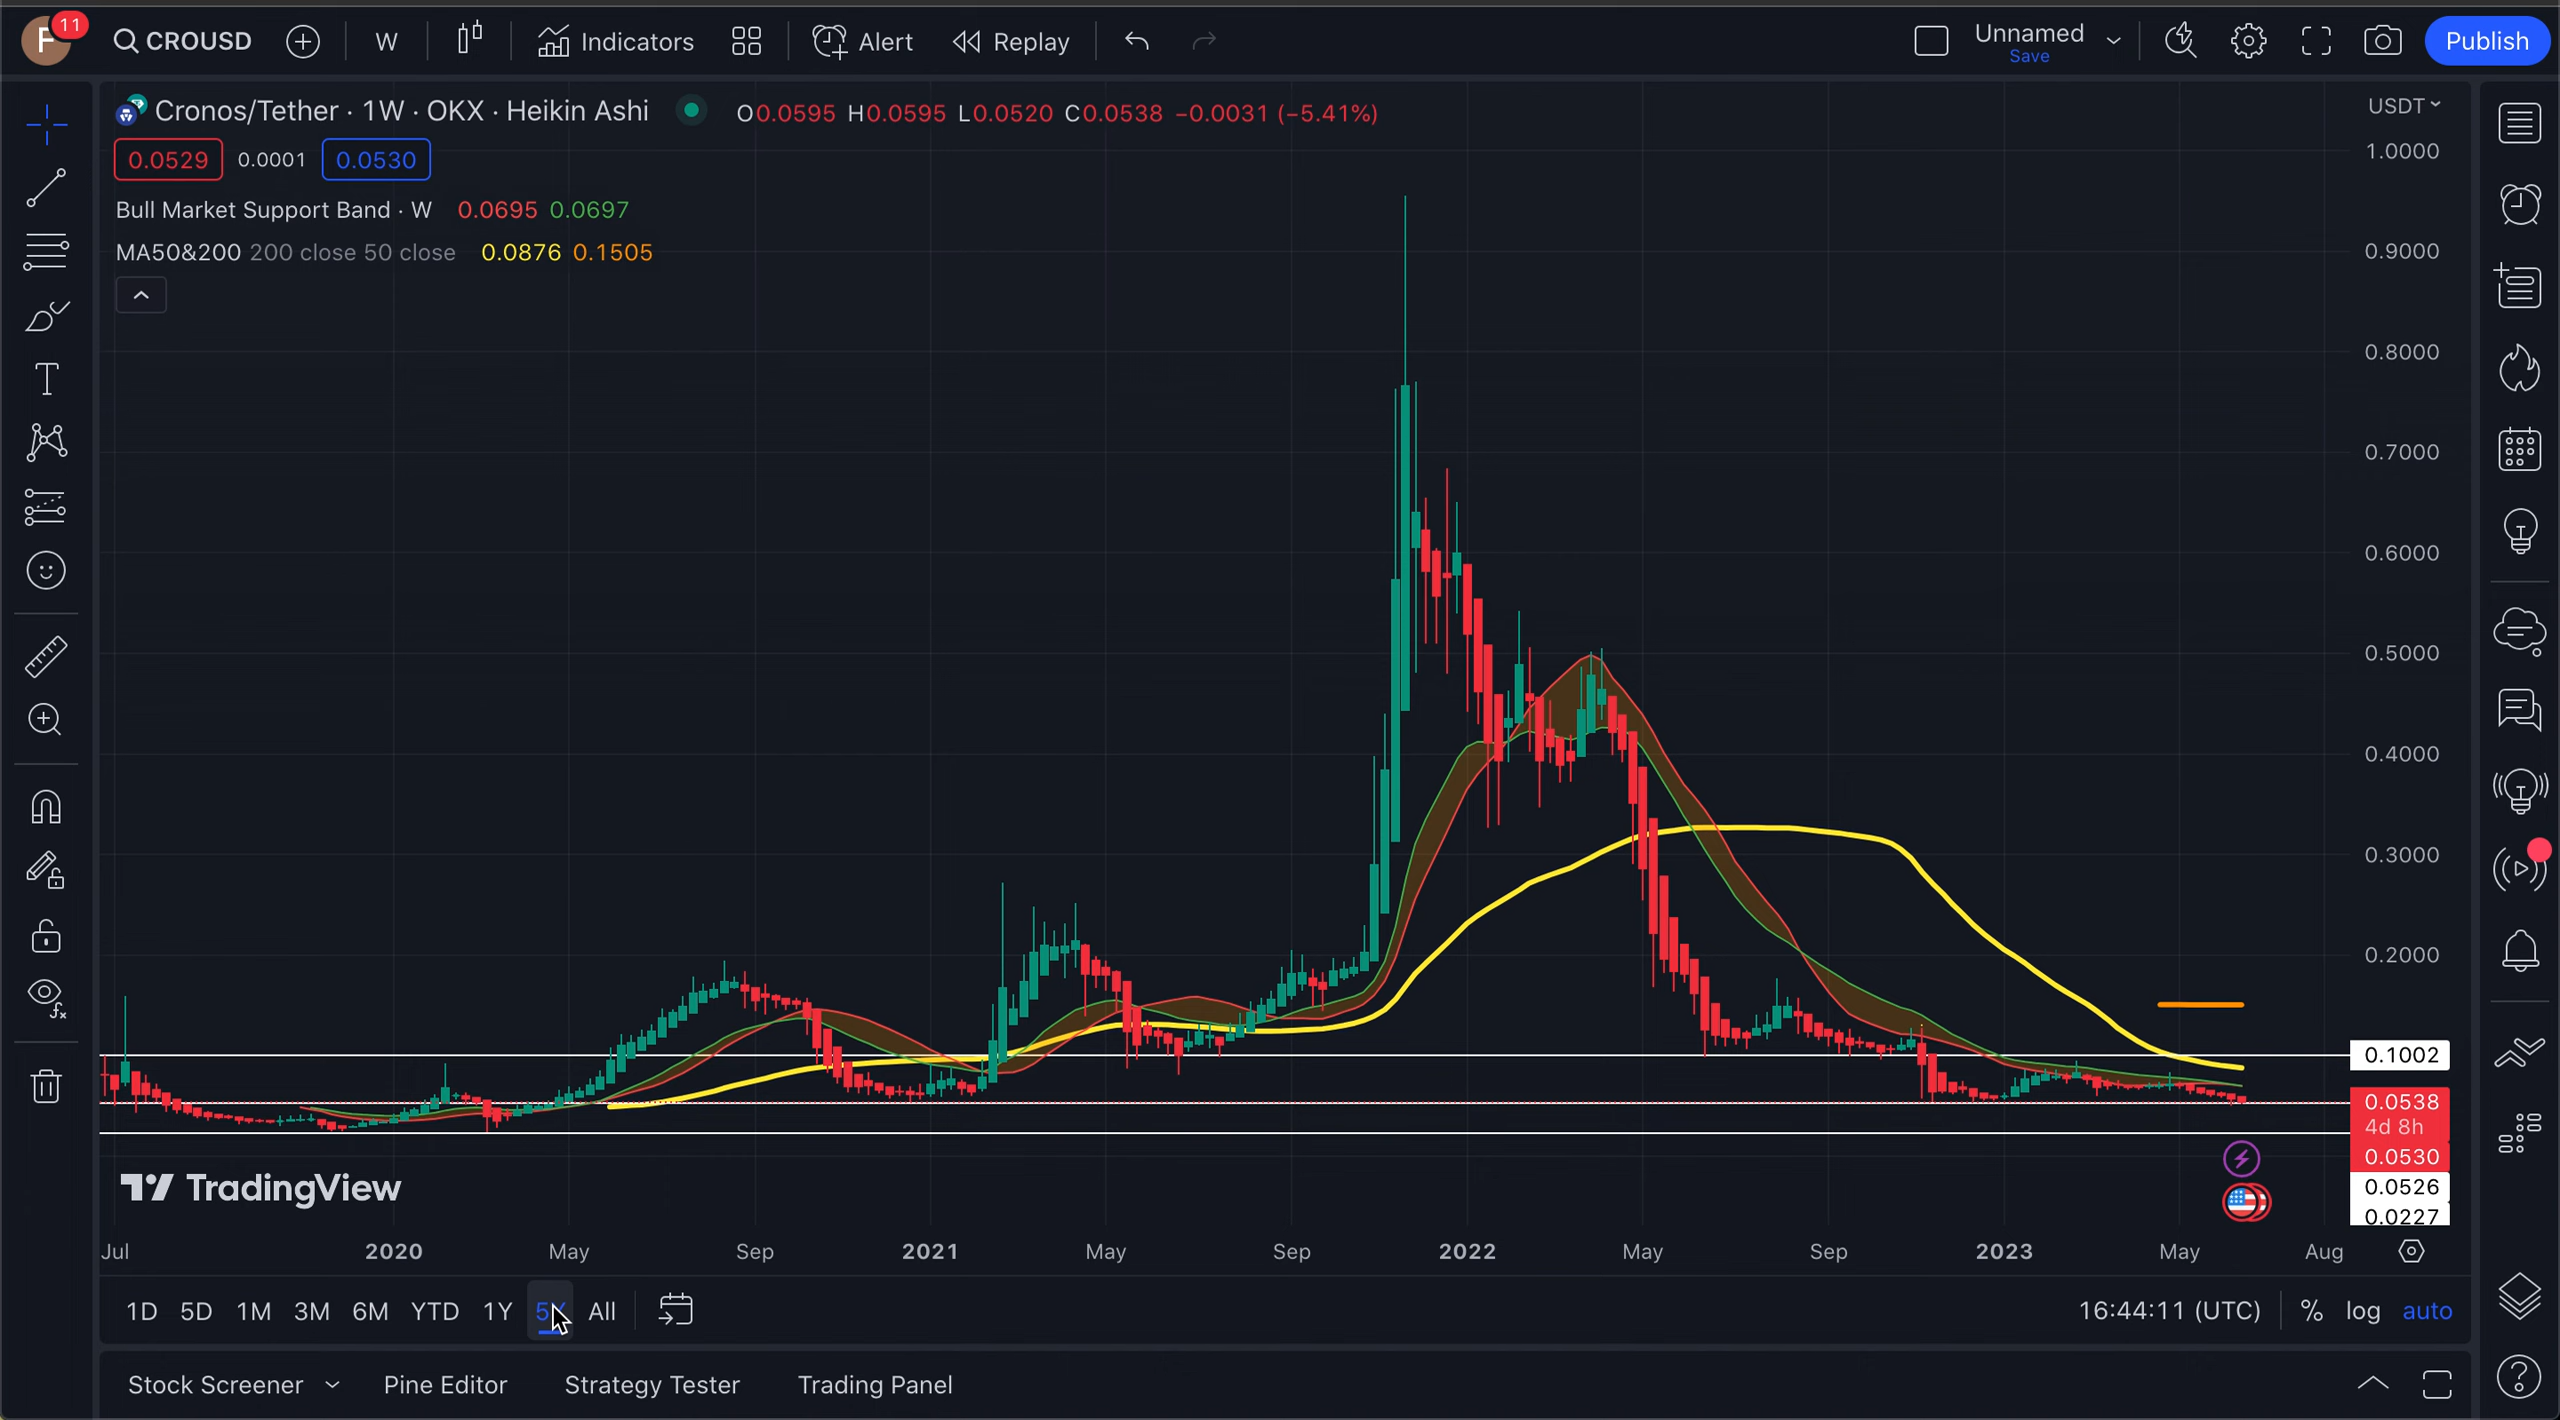 F
11
CROUSD
W
Indicators
Alert
Replay
Unnamed
Save
Publish
Cronos/Tether · 1W · OKX · Heikin Ashi
O0.0595 H0.0595 L0.0520 C0.0538 −0.0031 (−5.41%)
USDT
0.0529 0.0001 0.0530
Bull Market Support Band · W 0.0695 0.0697
MA50&200 200 close 50 close 0.0876 0.1505
1.0000
0.9000
0.8000
0.7000
0.6000
0.5000
0.4000
0.3000
0.2000
0.1002
0.0538
4d 8h
0.0530
0.0526
0.0227
TradingView
Jul 2020 May Sep 2021 May Sep 2022 May Sep 2023 May Aug
1D 5D 1M 3M 6M YTD 1Y 5Y All
16:44:11 (UTC) % log auto
Stock Screener Pine Editor Strategy Tester Trading Panel